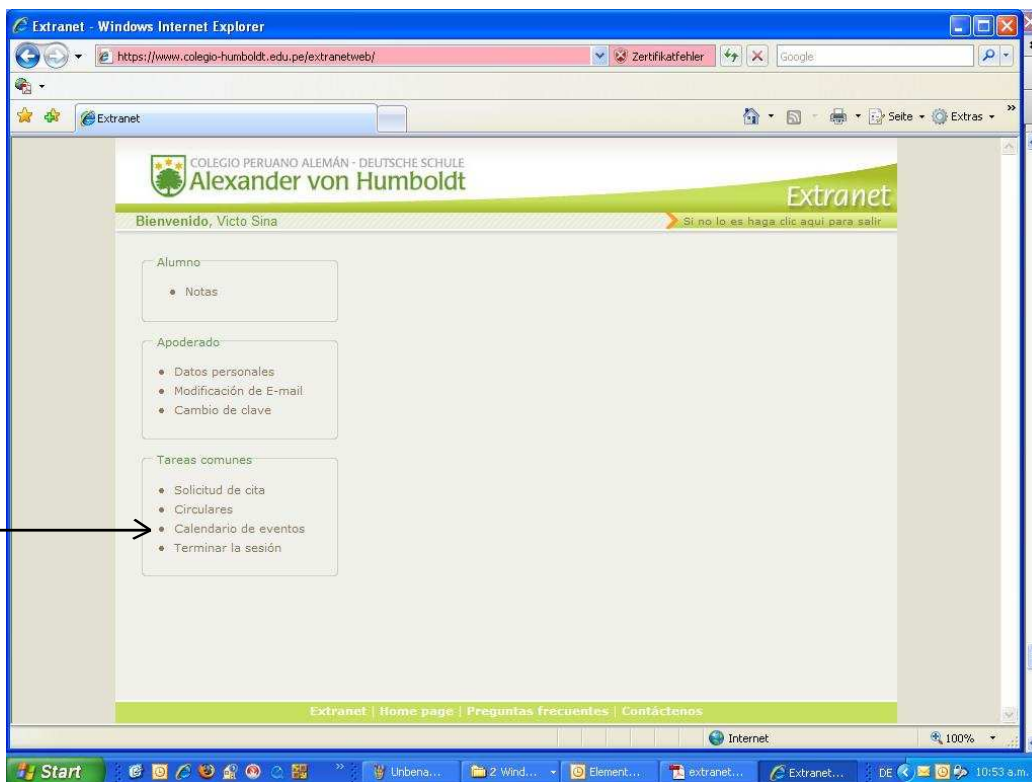 Extranet - Windows Internet Explorer
https://www.colegio-humboldt.edu.pe/extranetweb/
Zertifikatfehler
Google
Extranet
Seite
Extras
COLEGIO PERUANO ALEMÁN - DEUTSCHE SCHULE
Alexander von Humboldt
Extranet
Bienvenido, Victo Sina
Si no lo es haga clic aqui para salir
Alumno
Notas
Apoderado
Datos personales
Modificación de E-mail
Cambio de clave
Tareas comunes
Solicitud de cita
Circulares
Calendario de eventos
Terminar la sesión
Extranet | Home page | Preguntas frecuentes | Contáctenos
Internet
100%
Start
Unbena...
2 Wind...
Element...
extranet...
Extranet...
DE
10:53 a.m.